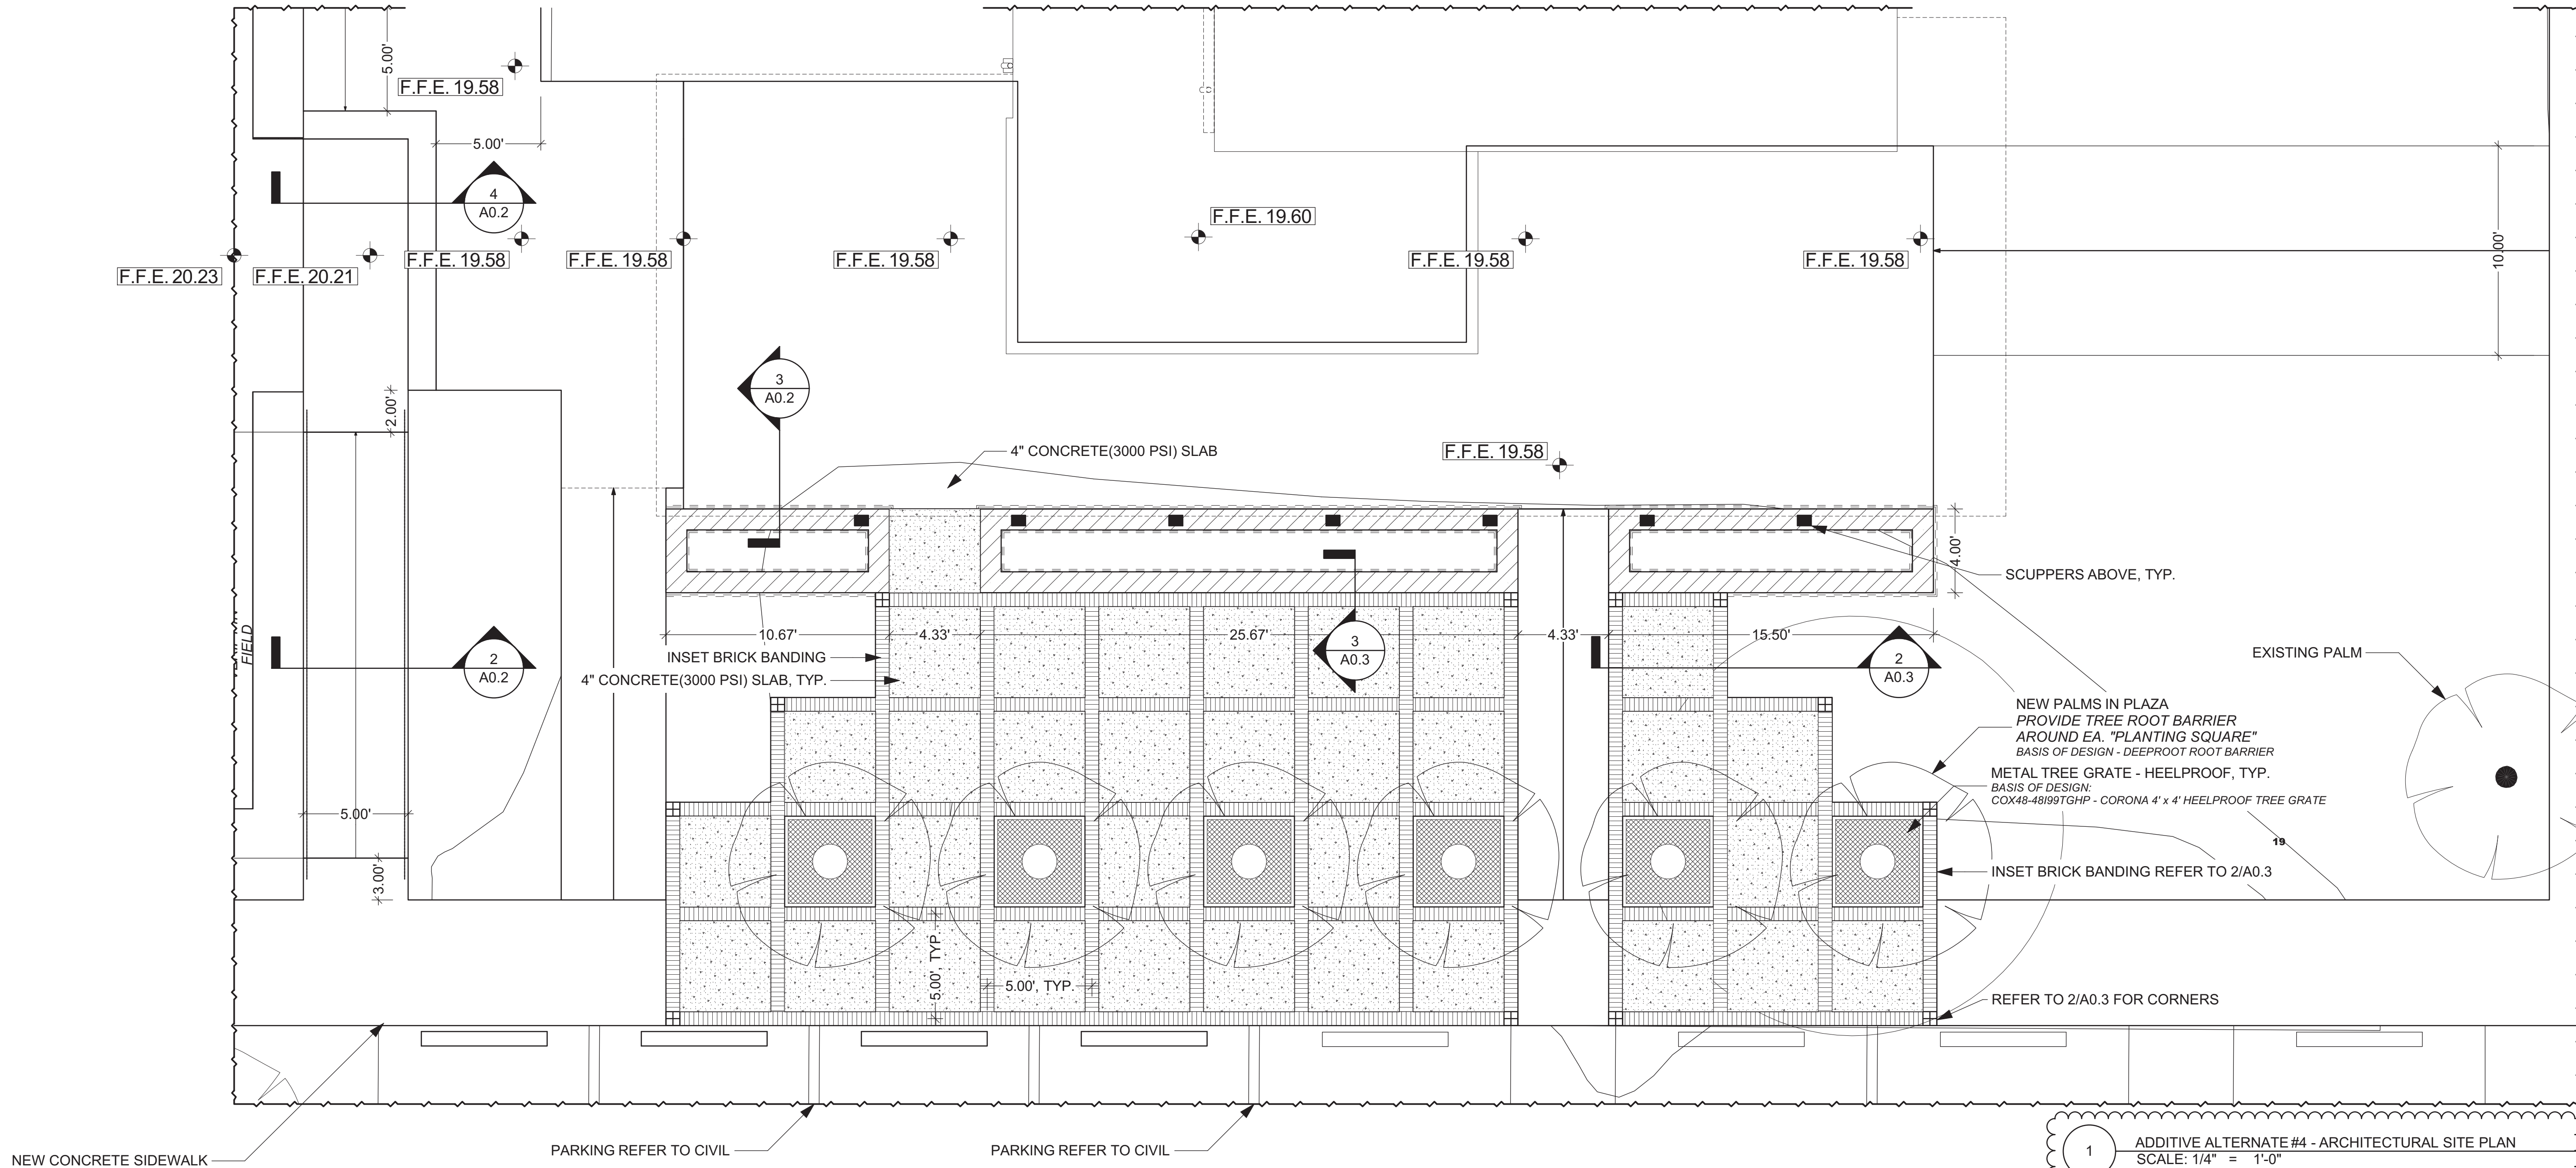 5.00'
F.F.E. 19.58
5.00'
4
A0.2
F.F.E. 19.60
10.00'
F.F.E. 20.23
F.F.E. 20.21
F.F.E. 19.58
F.F.E. 19.58
F.F.E. 19.58
F.F.E. 19.58
F.F.E. 19.58
3
A0.2
2.00'
4" CONCRETE(3000 PSI) SLAB
F.F.E. 19.58
4.00'
SCUPPERS ABOVE, TYP.
FIELD
2
A0.2
10.67'
4.33'
25.67'
4.33'
15.50'
3
A0.3
2
A0.3
INSET BRICK BANDING
4" CONCRETE(3000 PSI) SLAB, TYP.
EXISTING PALM
NEW PALMS IN PLAZA
PROVIDE TREE ROOT BARRIER
AROUND EA. "PLANTING SQUARE"
BASIS OF DESIGN - DEEPROOT ROOT BARRIER
METAL TREE GRATE - HEELPROOF, TYP.
BASIS OF DESIGN:
COX48-48I99TGHP - CORONA 4' x 4' HEELPROOF TREE GRATE
5.00'
19
3.00'
INSET BRICK BANDING REFER TO 2/A0.3
5.00', TYP.
5.00', TYP.
REFER TO 2/A0.3 FOR CORNERS
NEW CONCRETE SIDEWALK
PARKING REFER TO CIVIL
PARKING REFER TO CIVIL
1
ADDITIVE ALTERNATE #4 - ARCHITECTURAL SITE PLAN
SCALE: 1/4" = 1'-0"